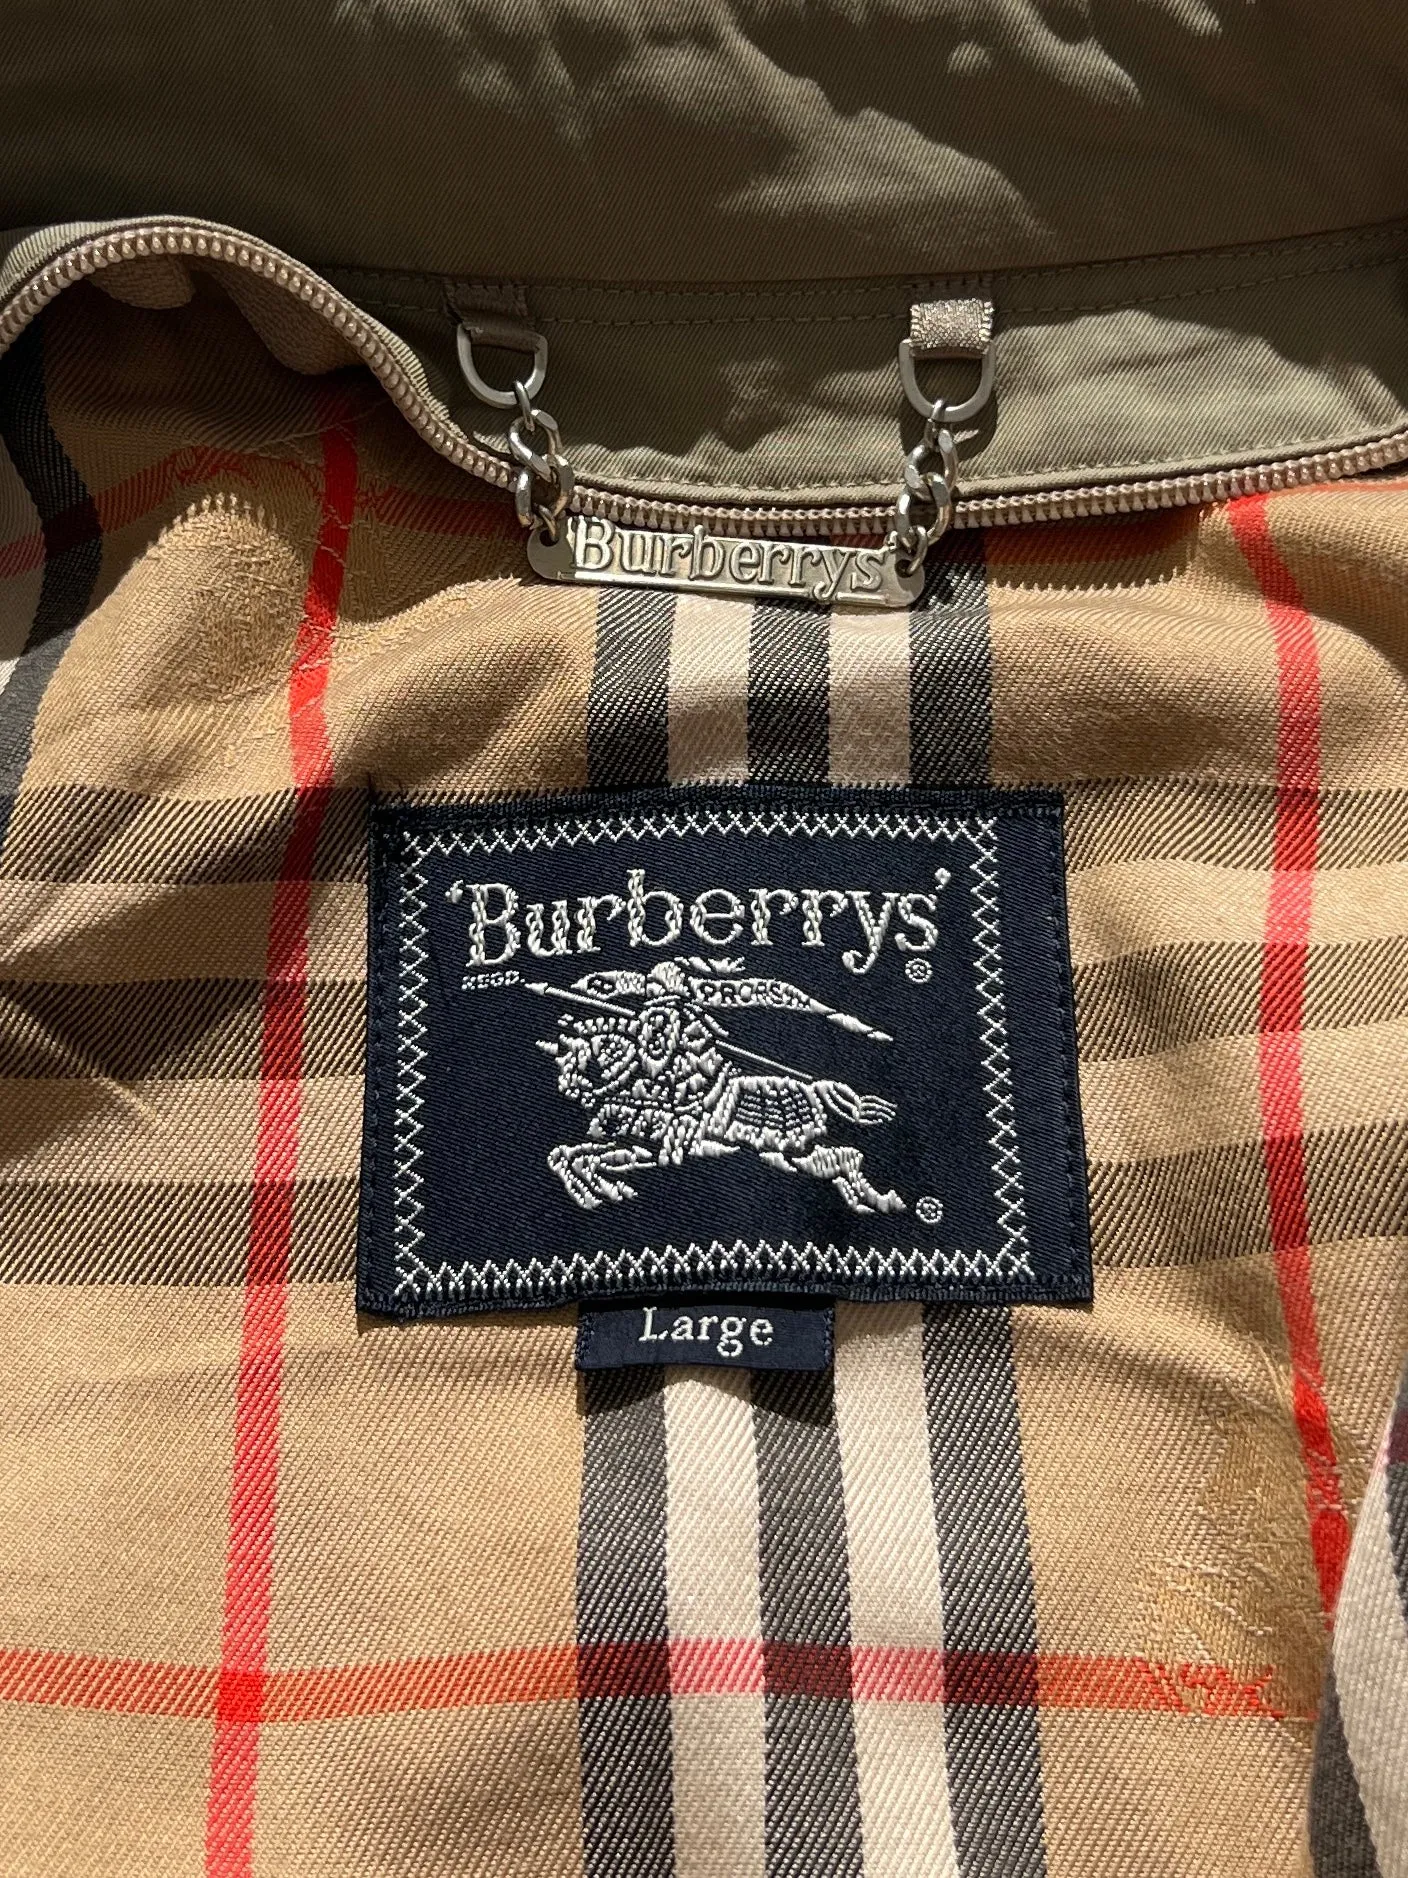 Burberrys
'Burberrys'
®
REGD.
PRORSUM
®
Large